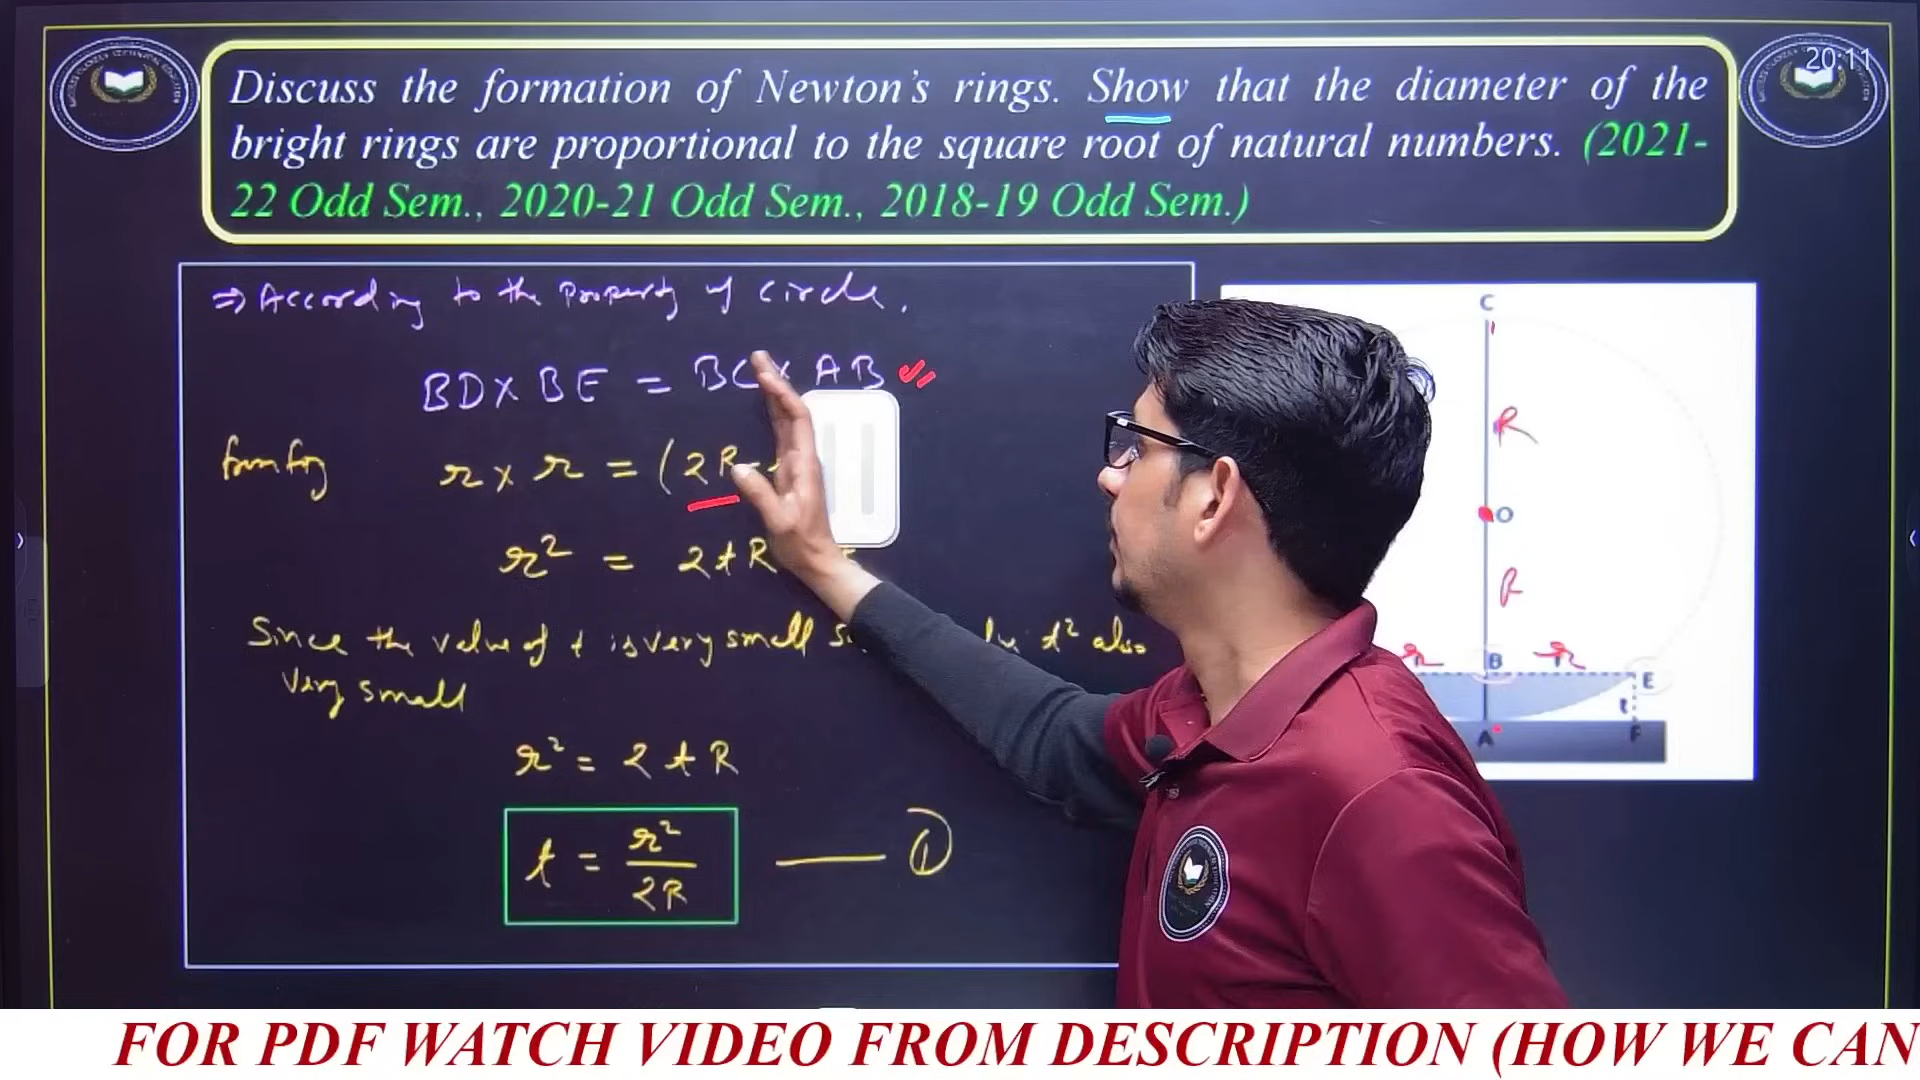 20:11
Discuss the formation of Newton's rings. Show that the diameter of the
bright rings are proportional to the square root of natural numbers. (2021-
22 Odd Sem., 2020-21 Odd Sem., 2018-19 Odd Sem.)
⇒ According to the Property of circle.
BD × BE = BC × AB
r × r = (2R -
r² = 2tR
Since the value of t is very small t² also
very small
r² = 2tR
t = r²/2R —— ①
C
R
O
R
r B r
E
t
A F
FOR PDF WATCH VIDEO FROM DESCRIPTION (HOW WE CAN